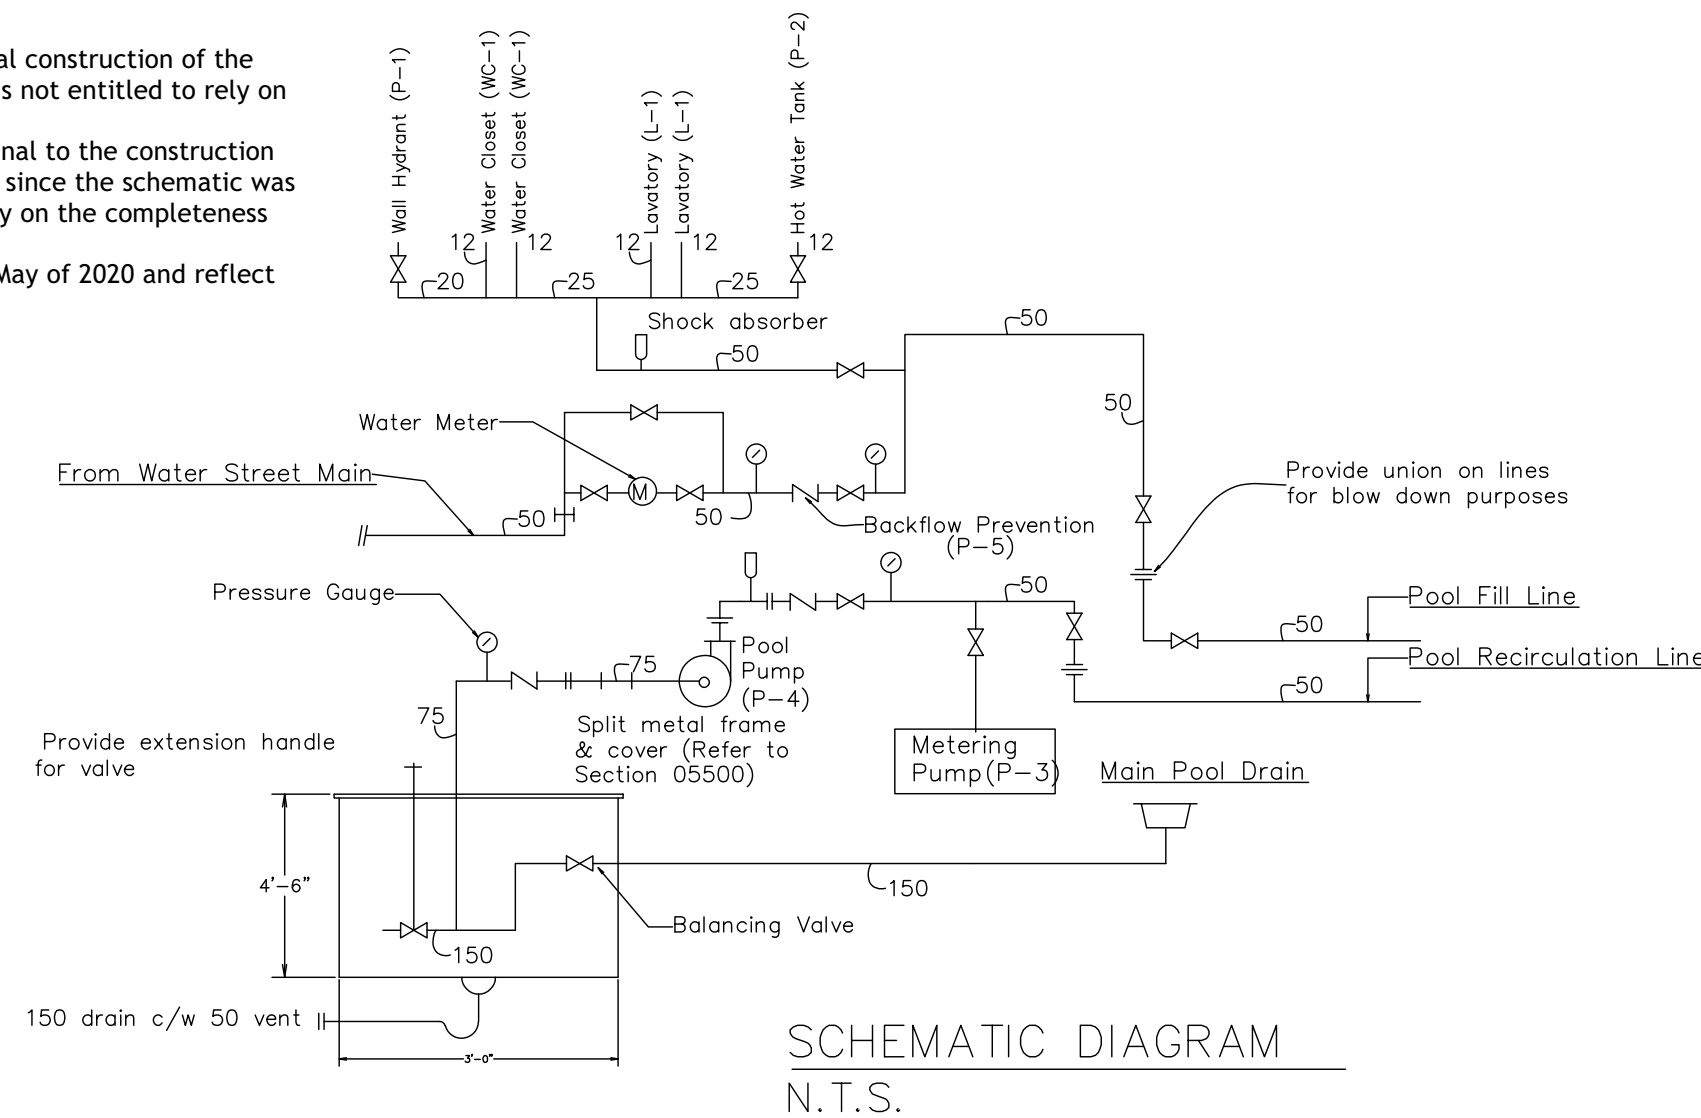 al construction of the
s not entitled to rely on
nal to the construction
since the schematic was
y on the completeness
May of 2020 and reflect
Wall Hydrant (P-1)
Water Closet (WC-1)
Water Closet (WC-1)
Lavatory (L-1)
Lavatory (L-1)
Hot Water Tank (P-2)
12
12
12
12
12
20
25
25
Shock absorber
50
50
50
Water Meter
From Water Street Main
M
50
50
Backflow Prevention
(P-5)
Provide union on lines
for blow down purposes
Pressure Gauge
50
Pool Fill Line
50
Pool Recirculation Line
50
75
Pool
Pump
(P-4)
75
Split metal frame
& cover (Refer to
Section 05500)
Metering
Pump(P-3)
Main Pool Drain
Provide extension handle
for valve
4'-6"
150
Balancing Valve
150
150 drain c/w 50 vent
3'-0"
SCHEMATIC DIAGRAM
N.T.S.